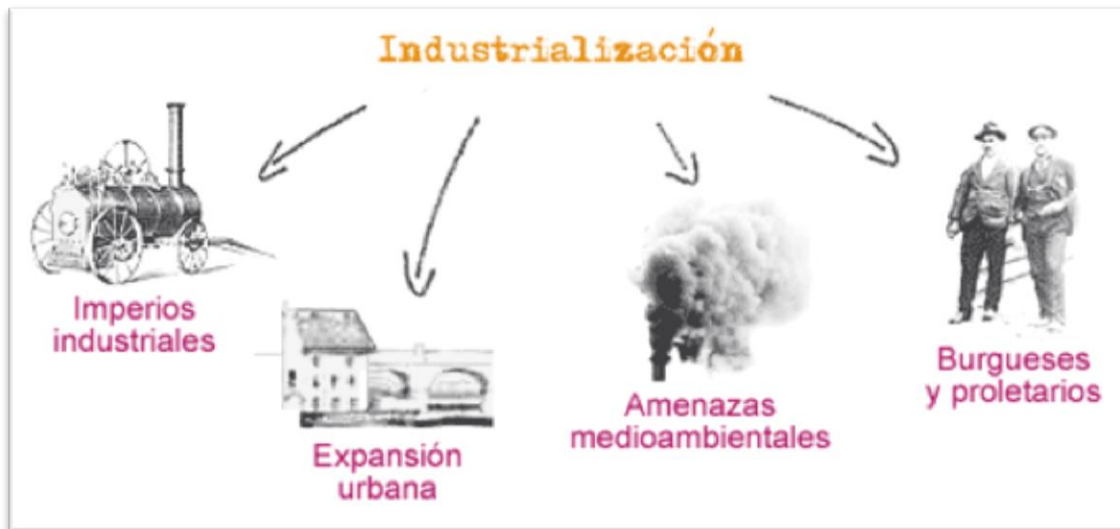 Industrialización
Imperios
industriales
Expansión
urbana
Amenazas
medioambientales
Burgueses
y proletarios